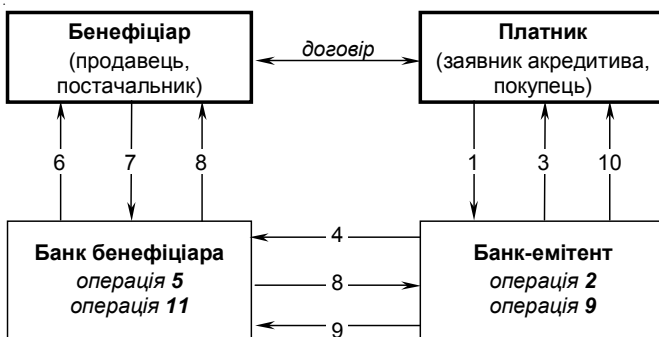 Бенефіціар
(продавець,
постачальник)
договір
Платник
(заявник акредитива,
покупець)
6
7
8
1
3
10
Банк бенефіціара
операція 5
операція 11
4
8
9
Банк-емітент
операція 2
операція 9